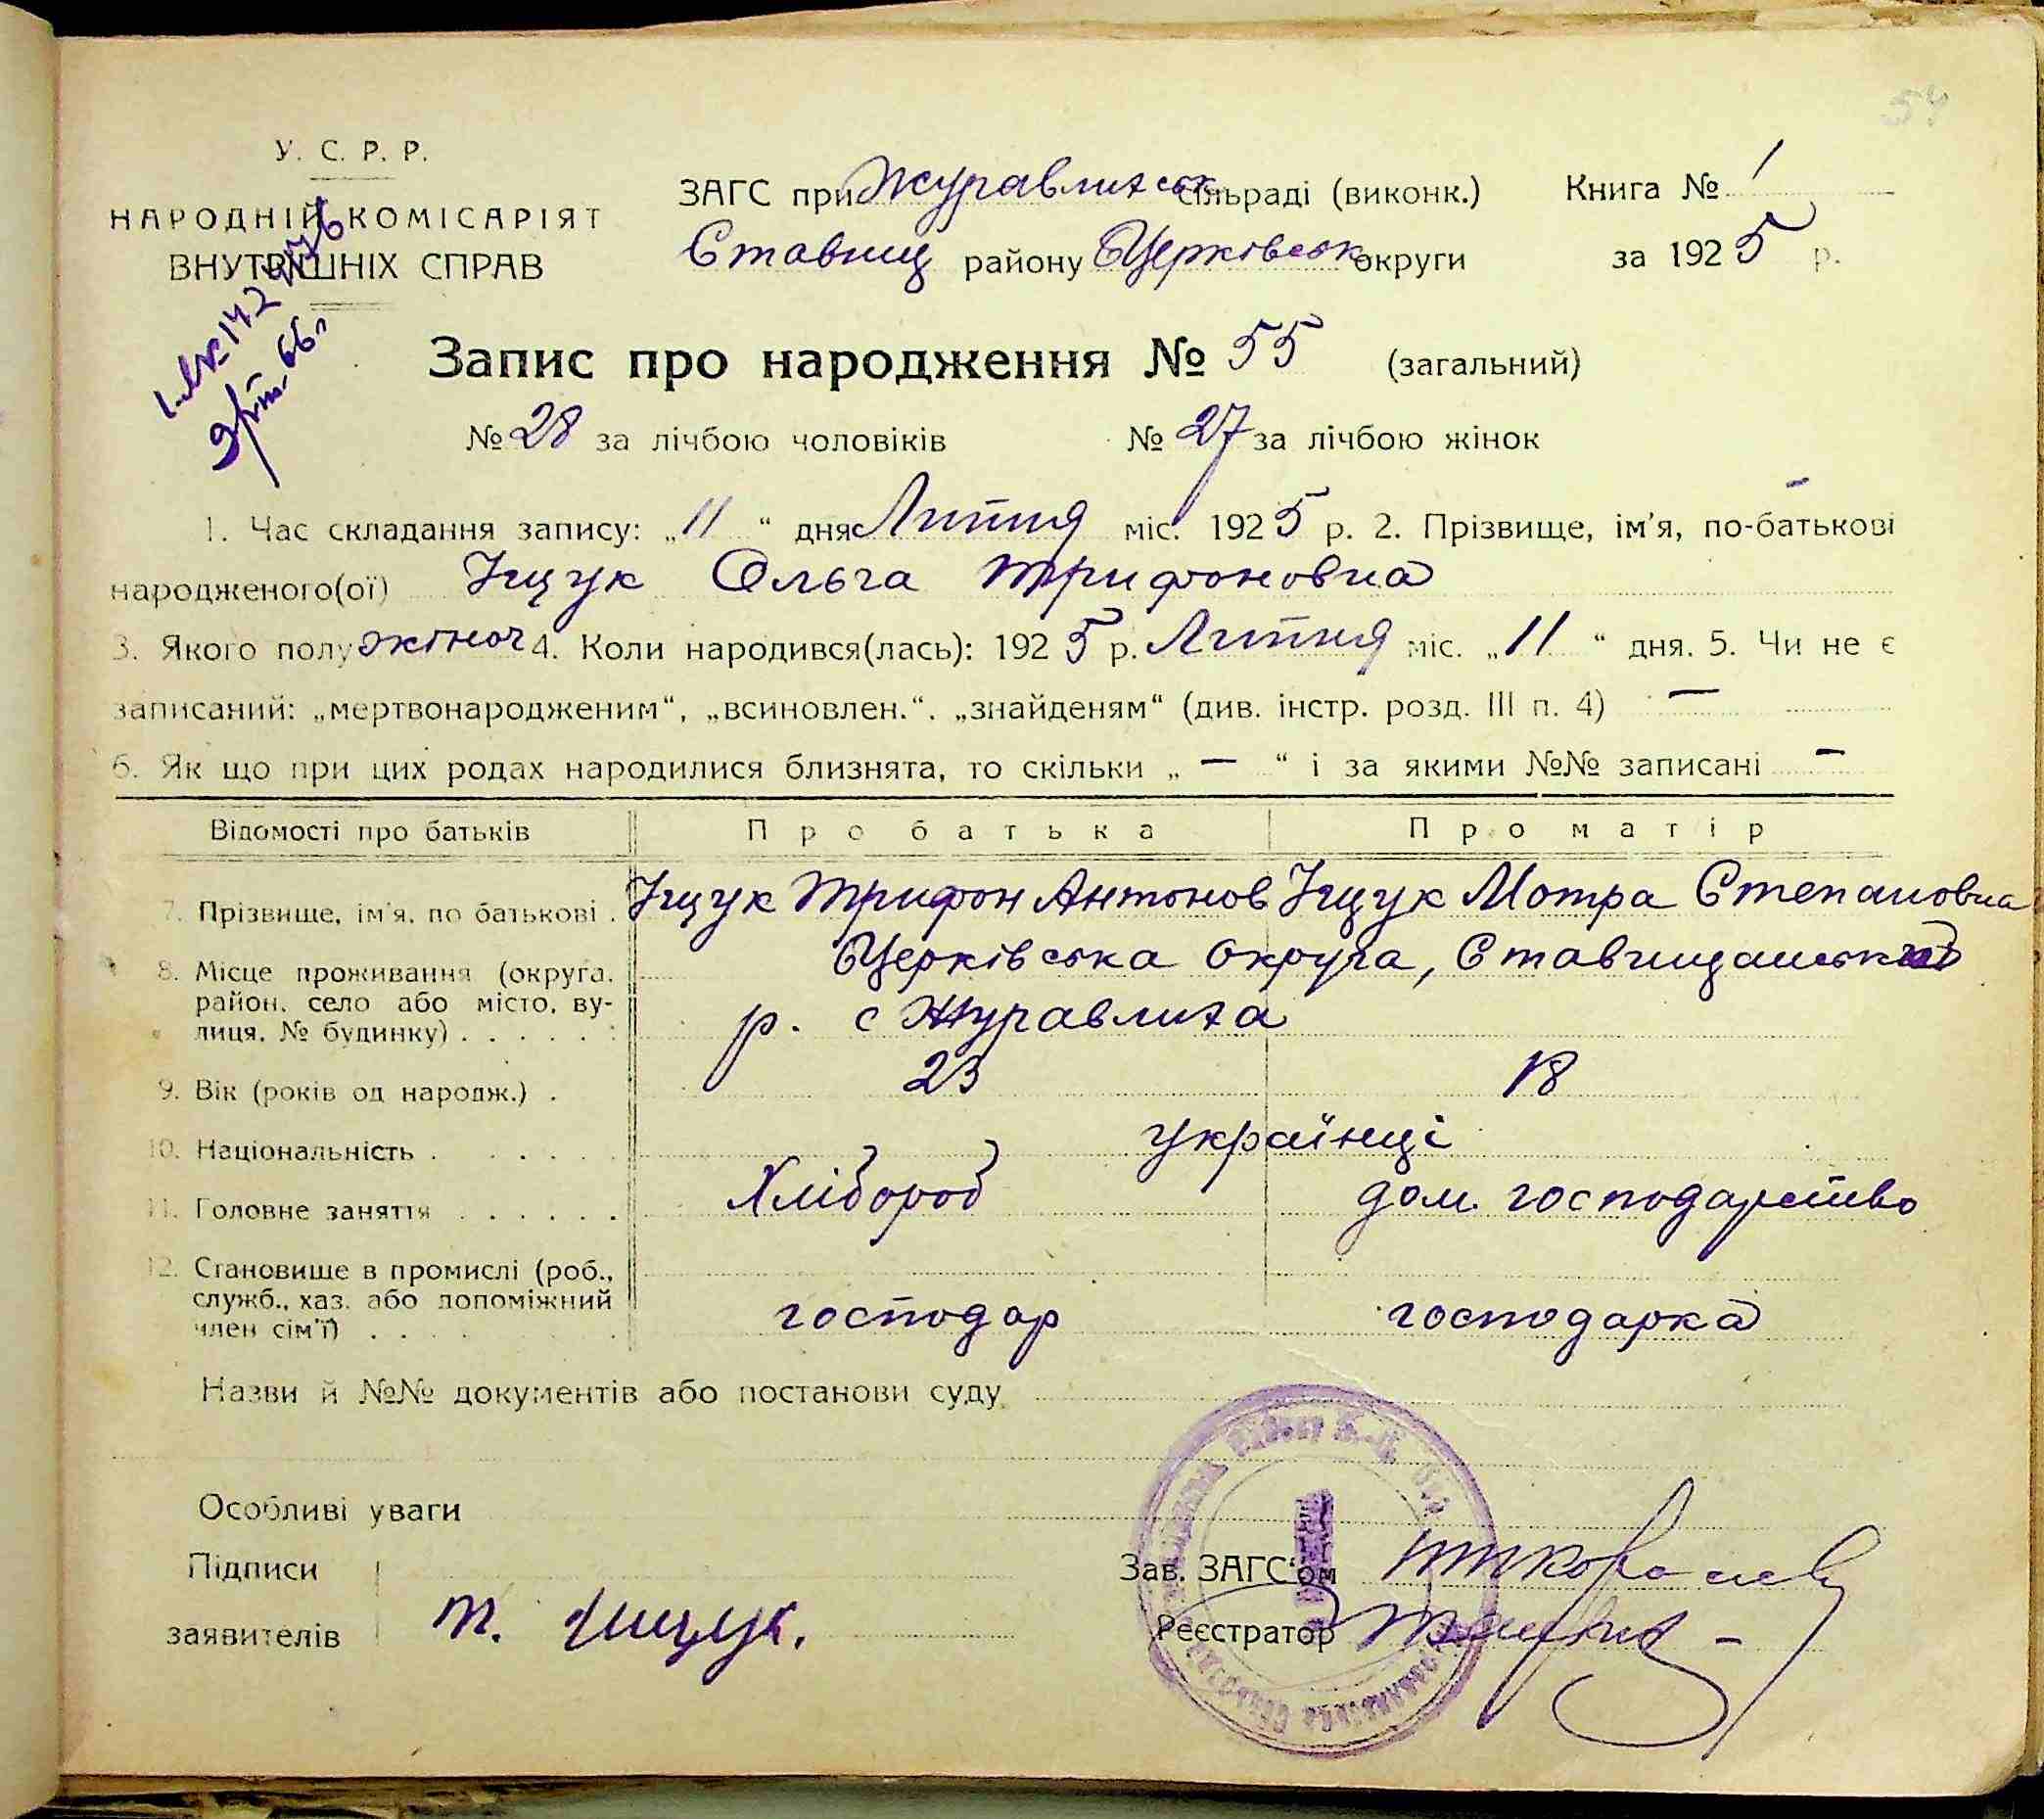 У. С. Р. Р.
НАРОДНІЙ КОМІСАРІЯТ
ВНУТРІШНІХ СПРАВ
ЗАГС при Журавлихськ сільраді (виконк.) Книга № 1
Ставищ району БЦерківськ округи за 1925 р.
Запис про народження № 55 (загальний)
№ 28 за лічбою чоловіків № 27 за лічбою жінок
1. Час складання запису: „11“ дня Липня міс. 1925 р. 2. Прізвище, ім'я, по-батькові
народженого(ої) Іщук Ольга Трифоновна
3. Якого полу жіноч 4. Коли народився(лась): 1925 р. Липня міс. „11“ дня. 5. Чи не є
записаний: „мертвонародженим“, „всиновлен.“. „знайденям“ (див. інстр. розд. III п. 4) —
6. Як що при цих родах народилися близнята, то скільки „ — “ і за якими №№ записані —
Відомості про батьків Про батька Про матір
7. Прізвище, ім'я, по батькові . Іщук Трифон Антонов Іщук Мотра Степановна
8. Місце проживання (округа, район, село або місто, ву-
лиця, № будинку) . . . . . : БЦерківська округа, Ставищанська
р. с Журавлиха
9. Вік (років од народж.) . 23 18
10. Національність . . . . . . українці
11. Головне заняття . . . . . . Хлібороб дом. господарство
12. Становище в промислі (роб.,
служб., хаз. або допоміжний
член сім'ї) . . . . господар господарка
Назви й №№ документів або постанови суду
Особливі уваги
Підписи
заявителів Т. Іщук.
Зав. ЗАГС'ом
Реєстратор